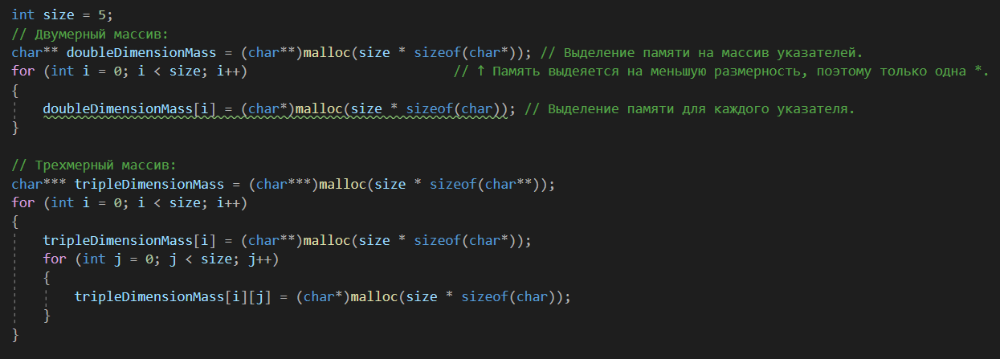 int size = 5;
// Двумерный массив:
char** doubleDimensionMass = (char**)malloc(size * sizeof(char*)); // Выделение памяти на массив указателей.
for (int i = 0; i < size; i++) // ↑ Память выделяется на меньшую размерность, поэтому только одна *.
{
doubleDimensionMass[i] = (char*)malloc(size * sizeof(char)); // Выделение памяти для каждого указателя.
}
// Трехмерный массив:
char*** tripleDimensionMass = (char***)malloc(size * sizeof(char**));
for (int i = 0; i < size; i++)
{
tripleDimensionMass[i] = (char**)malloc(size * sizeof(char*));
for (int j = 0; j < size; j++)
{
tripleDimensionMass[i][j] = (char*)malloc(size * sizeof(char));
}
}